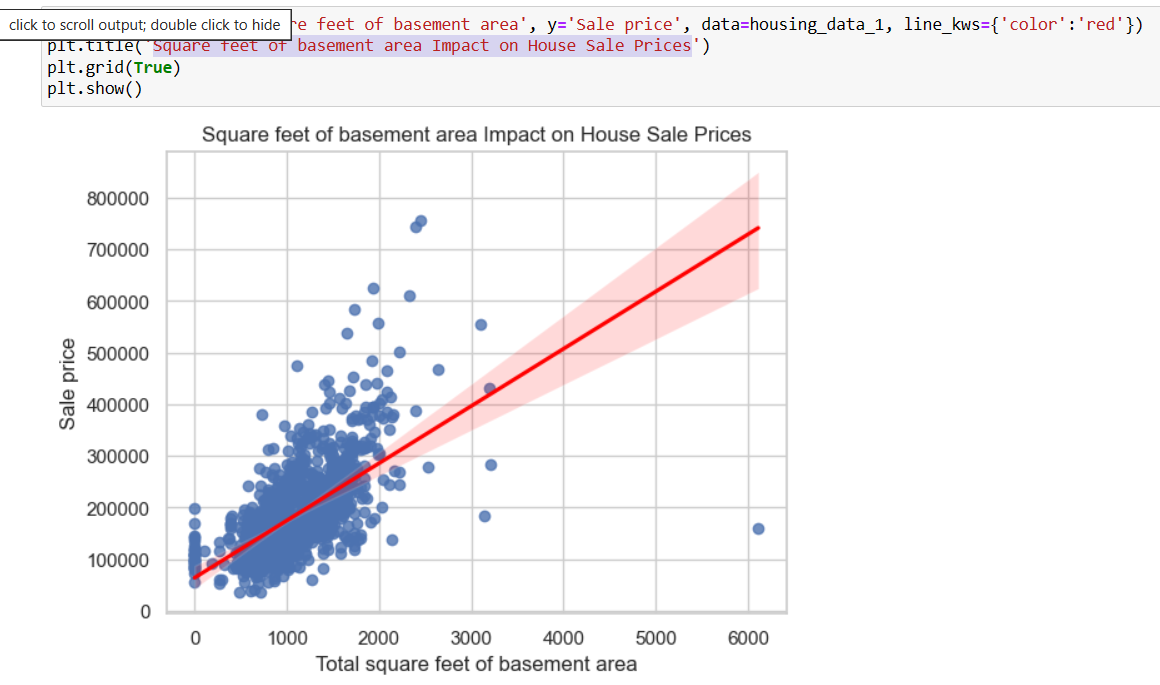 click to scroll output; double click to hide
re feet of basement area', y='Sale price', data=housing_data_1, line_kws={'color':'red'})
plt.title('Square feet of basement area Impact on House Sale Prices')
plt.grid(True)
plt.show()
Square feet of basement area Impact on House Sale Prices
800000
700000
600000
500000
400000
300000
200000
100000
0
Sale price
0 1000 2000 3000 4000 5000 6000
Total square feet of basement area